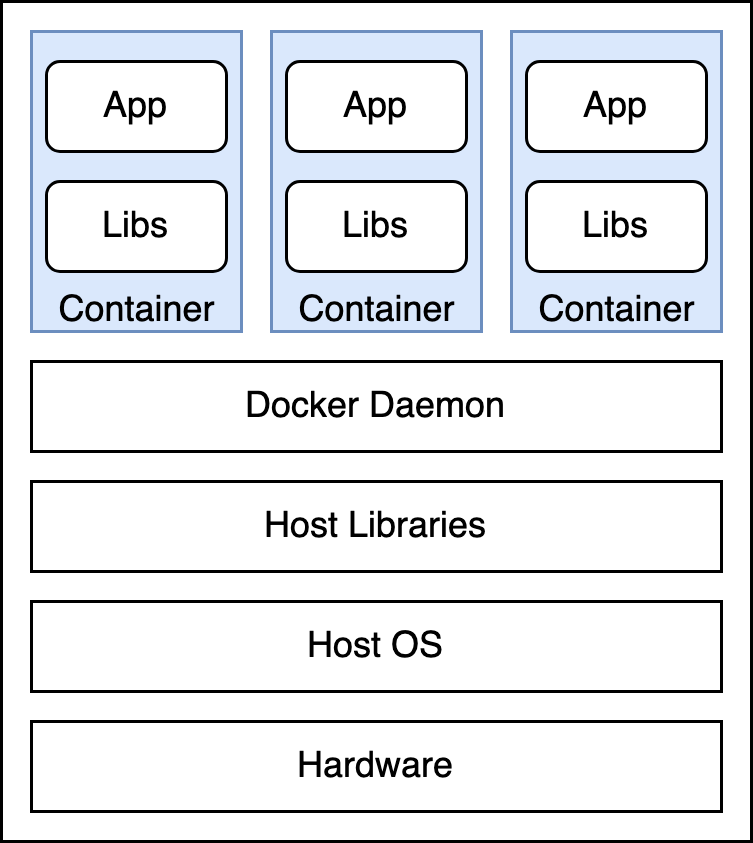 App
App
App
Libs
Libs
Libs
Container
Container
Container
Docker Daemon
Host Libraries
Host OS
Hardware